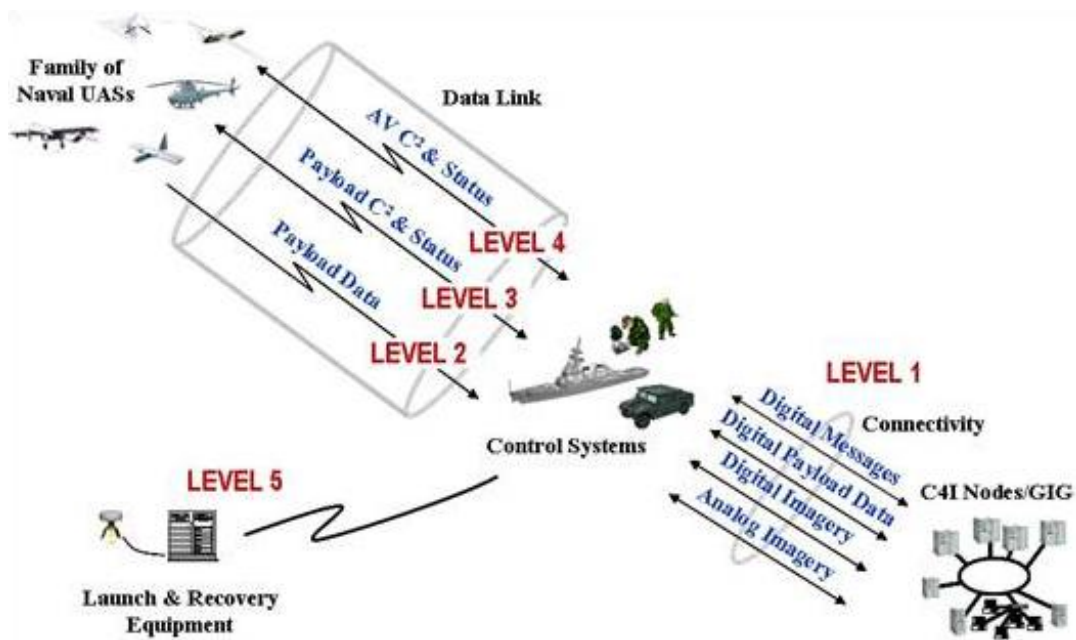 Family of
Naval UASs
Data Link
AV C² & Status
Payload C² & Status
Payload Data
LEVEL 4
LEVEL 3
LEVEL 2
LEVEL 1
Control Systems
Connectivity
Digital Messages
Digital Payload Data
Digital Imagery
Analog Imagery
C4I Nodes/GIG
LEVEL 5
Launch & Recovery
Equipment